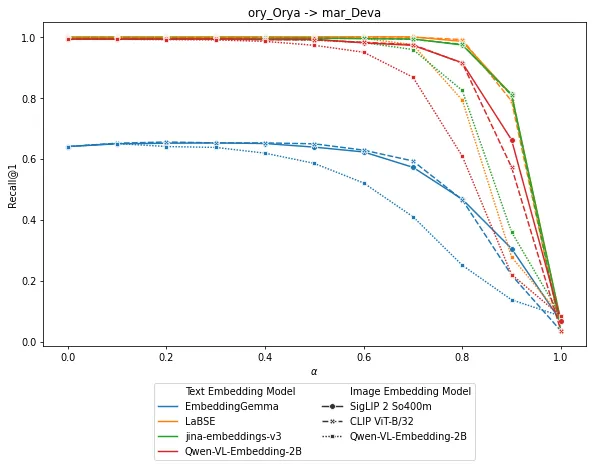 ory_Orya -> mar_Deva
Recall@1
1.0
0.8
0.6
0.4
0.2
0.0
0.0 0.2 0.4 0.6 0.8 1.0
α
Text Embedding Model Image Embedding Model
EmbeddingGemma SigLIP 2 So400m
LaBSE CLIP ViT-B/32
jina-embeddings-v3 Qwen-VL-Embedding-2B
Qwen-VL-Embedding-2B